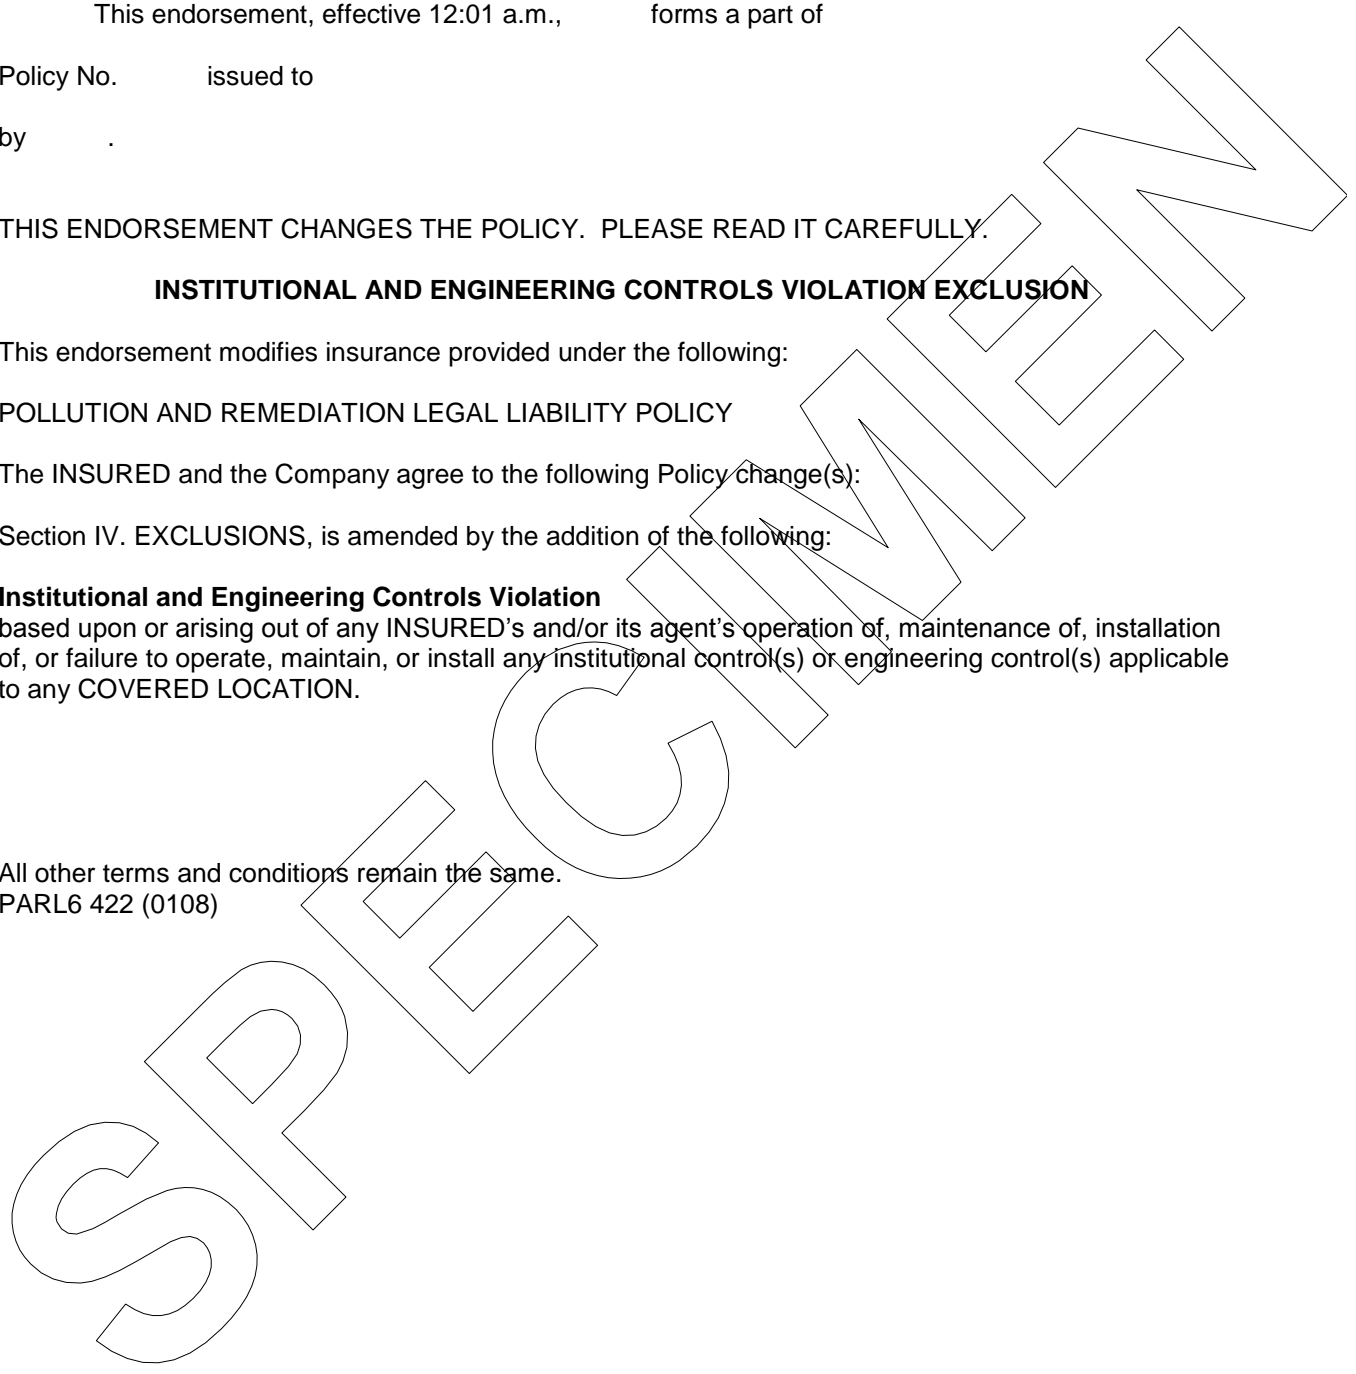 This endorsement, effective 12:01 a.m., forms a part of
Policy No. issued to
by .
THIS ENDORSEMENT CHANGES THE POLICY. PLEASE READ IT CAREFULLY.
INSTITUTIONAL AND ENGINEERING CONTROLS VIOLATION EXCLUSION
This endorsement modifies insurance provided under the following:
POLLUTION AND REMEDIATION LEGAL LIABILITY POLICY
The INSURED and the Company agree to the following Policy change(s):
Section IV. EXCLUSIONS, is amended by the addition of the following:
Institutional and Engineering Controls Violation
based upon or arising out of any INSURED's and/or its agent's operation of, maintenance of, installation
of, or failure to operate, maintain, or install any institutional control(s) or engineering control(s) applicable
to any COVERED LOCATION.
All other terms and conditions remain the same.
PARL6 422 (0108)
SPECIMEN